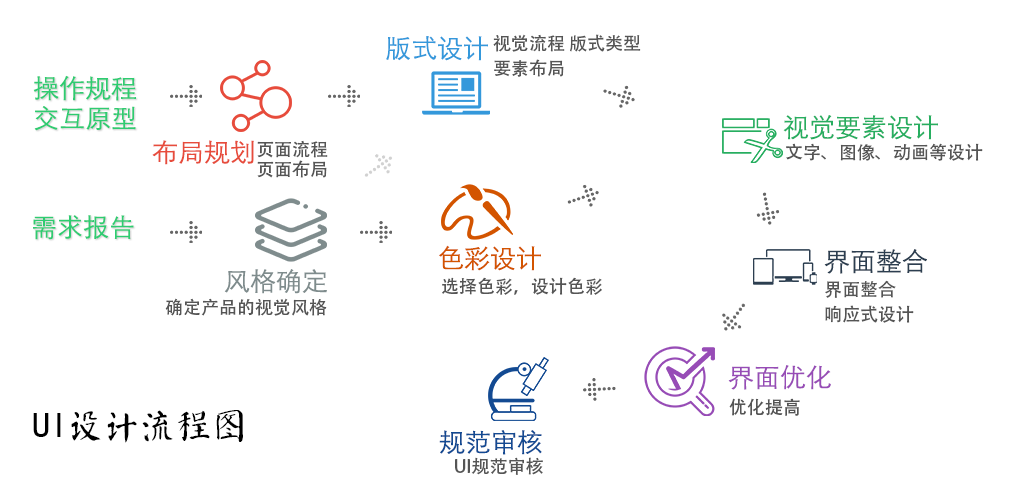 操作规程
交互原型
布局规划
页面流程
页面布局
版式设计
视觉流程 版式类型
要素布局
视觉要素设计
文字、图像、动画等设计
需求报告
风格确定
确定产品的视觉风格
色彩设计
选择色彩，设计色彩
界面整合
界面整合
响应式设计
界面优化
优化提高
规范审核
UI规范审核
UI设计流程图